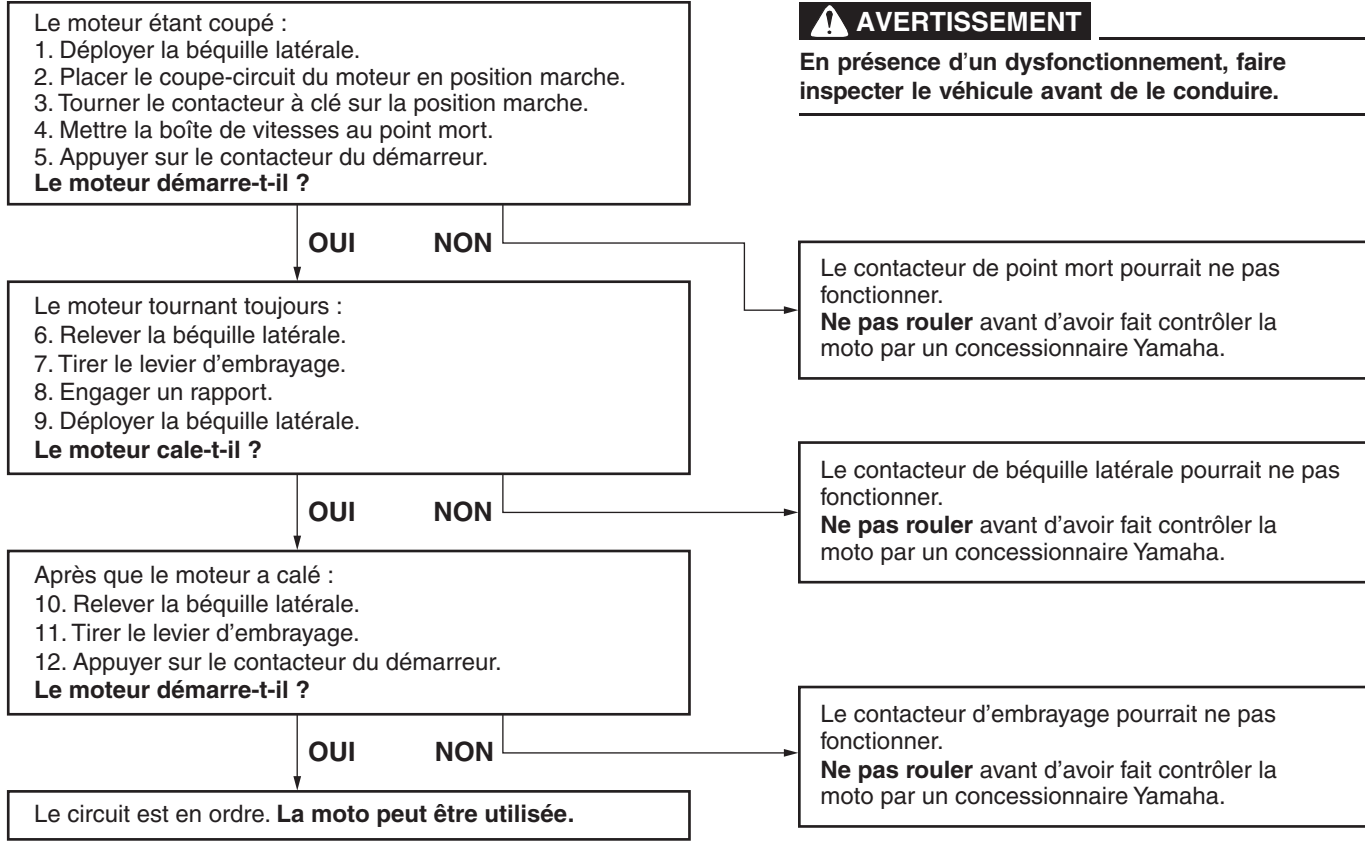 Le moteur étant coupé :
1. Déployer la béquille latérale.
2. Placer le coupe-circuit du moteur en position marche.
3. Tourner le contacteur à clé sur la position marche.
4. Mettre la boîte de vitesses au point mort.
5. Appuyer sur le contacteur du démarreur.
Le moteur démarre-t-il ?
AVERTISSEMENT
En présence d'un dysfonctionnement, faire
inspecter le véhicule avant de le conduire.
OUI NON
Le contacteur de point mort pourrait ne pas
fonctionner.
Ne pas rouler avant d'avoir fait contrôler la
moto par un concessionnaire Yamaha.
Le moteur tournant toujours :
6. Relever la béquille latérale.
7. Tirer le levier d'embrayage.
8. Engager un rapport.
9. Déployer la béquille latérale.
Le moteur cale-t-il ?
OUI NON
Le contacteur de béquille latérale pourrait ne pas
fonctionner.
Ne pas rouler avant d'avoir fait contrôler la
moto par un concessionnaire Yamaha.
Après que le moteur a calé :
10. Relever la béquille latérale.
11. Tirer le levier d'embrayage.
12. Appuyer sur le contacteur du démarreur.
Le moteur démarre-t-il ?
OUI NON
Le contacteur d'embrayage pourrait ne pas
fonctionner.
Ne pas rouler avant d'avoir fait contrôler la
moto par un concessionnaire Yamaha.
Le circuit est en ordre. La moto peut être utilisée.